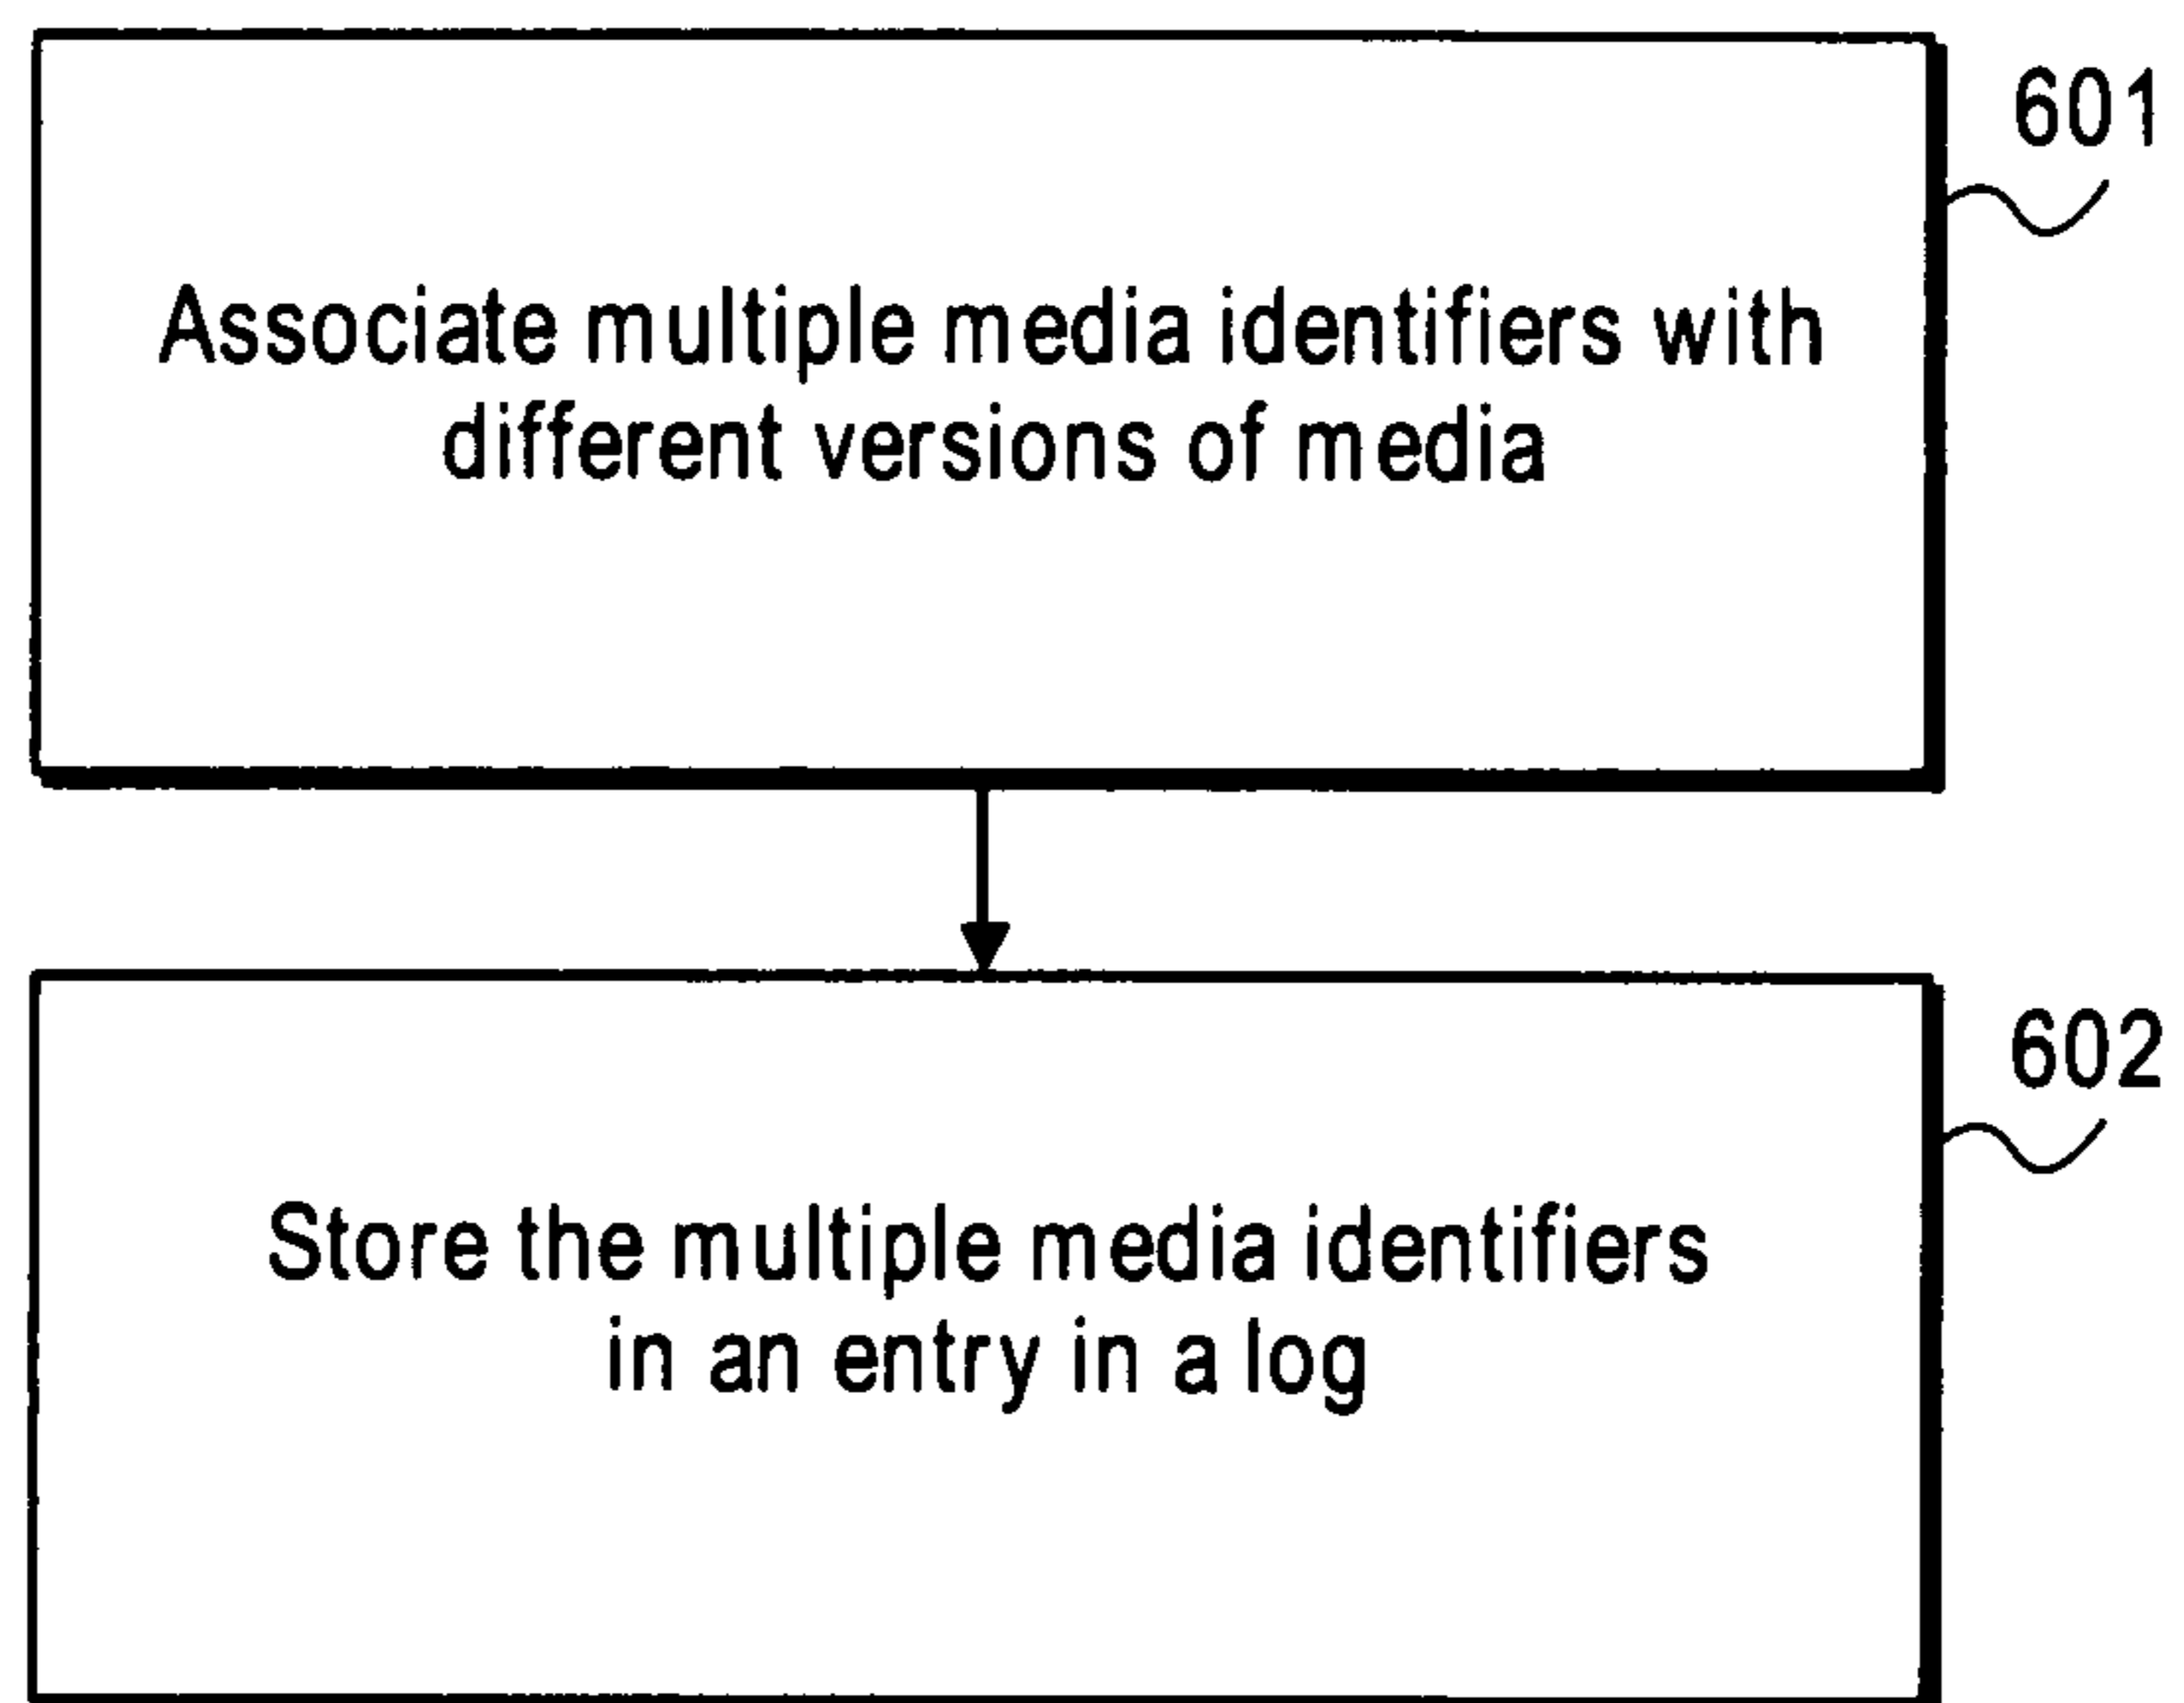 601
Associate multiple media identifiers with
different versions of media
602
Store the multiple media identifiers
in an entry in a log